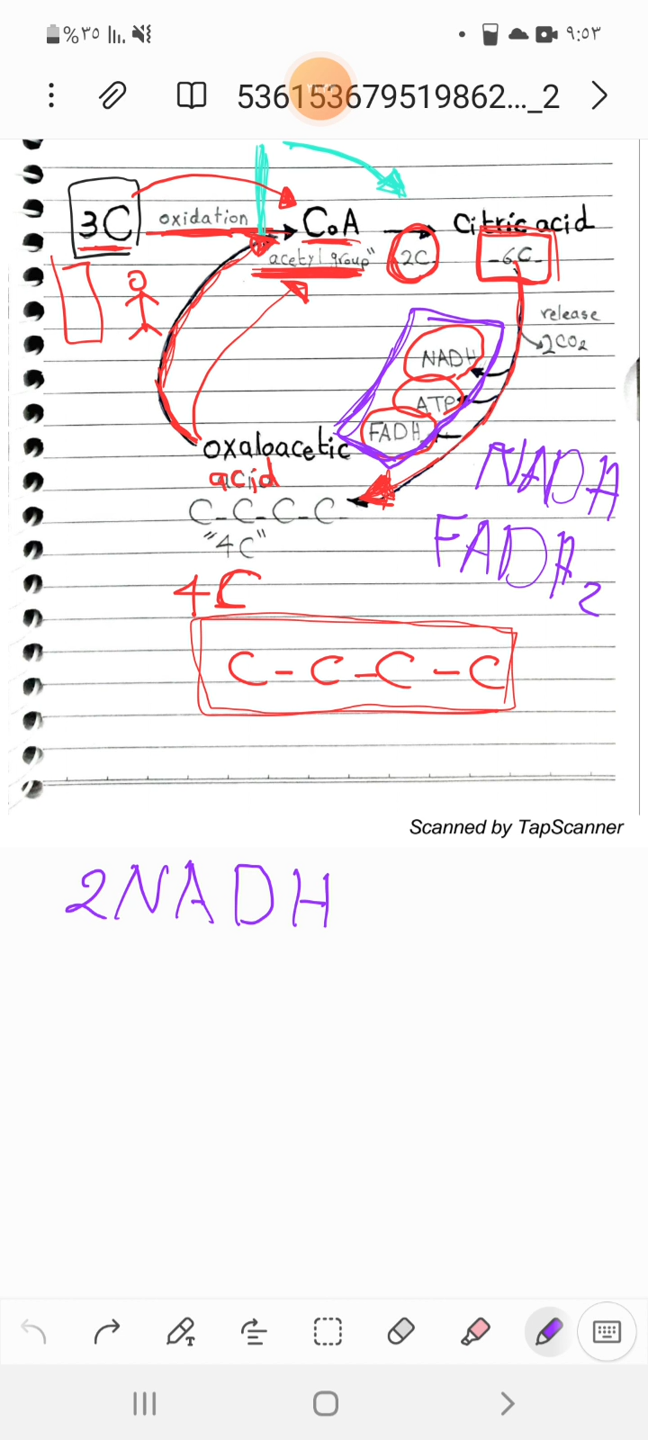 %٣٥
٩:٥٣
536153679519862..._2
3C oxidation CoA Citric acid
"acetyl group" 2C -6C-
release
2CO2
NADH
ATP
FADH
oxaloacetic
acid
C-C-C-C-
"4C"
NADH
FADH2
4C
C-C-C-C
Scanned by TapScanner
2NADH